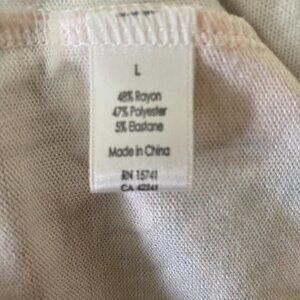 L
48% Rayon
47% Polyester
5% Elastane
Made in China
RN 15741